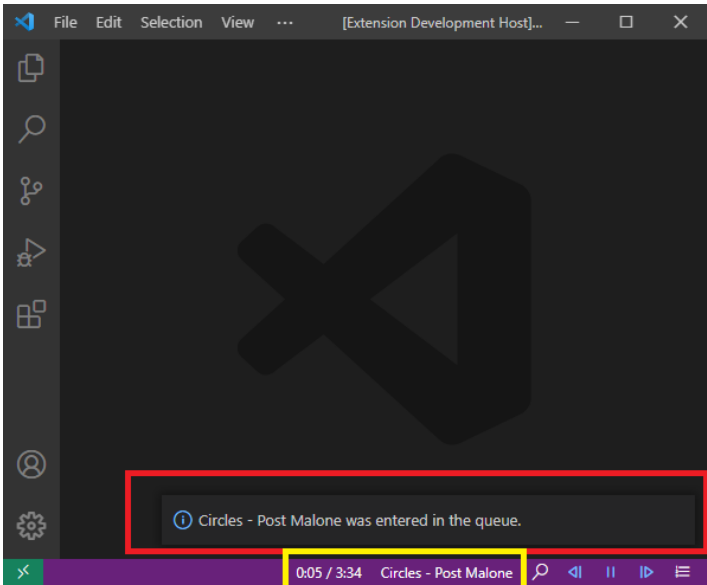 File Edit Selection View ··· [Extension Development Host]...
Circles - Post Malone was entered in the queue.
0:05 / 3:34 Circles - Post Malone